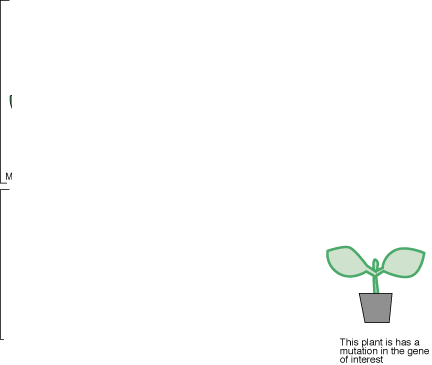 M
This plant is has a
mutation in the gene
of interest